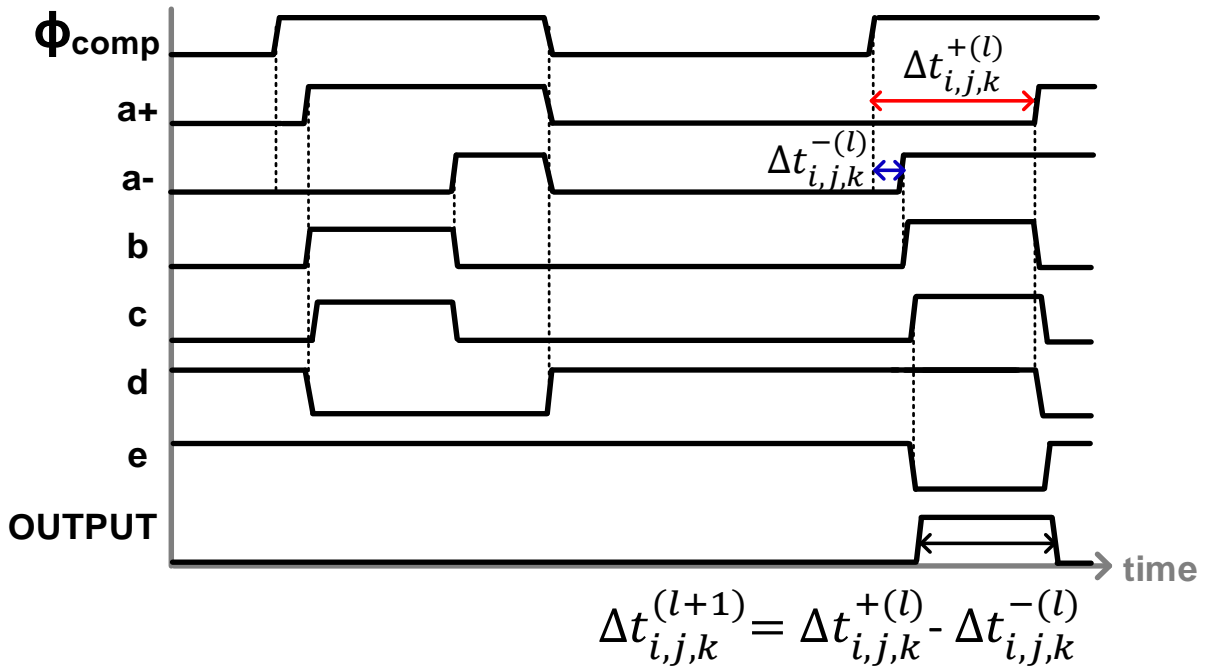 Φcomp
Δt+(l)i,j,k
a+
Δt-(l)i,j,k
a-
b
c
d
e
OUTPUT
time
Δt(l+1)i,j,k = Δt+(l)i,j,k - Δt-(l)i,j,k